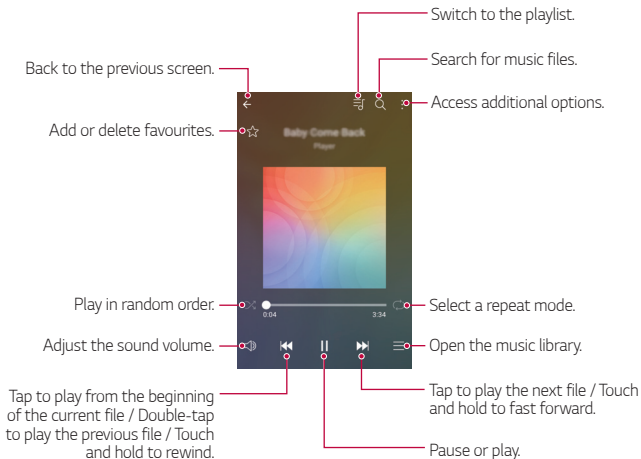 Switch to the playlist.
Search for music files.
Back to the previous screen.
Access additional options.
Add or delete favourites.
Baby Come Back
Player
Play in random order.
0:04
3:34
Select a repeat mode.
Adjust the sound volume.
Open the music library.
Tap to play from the beginning
of the current file / Double-tap
to play the previous file / Touch
and hold to rewind.
Tap to play the next file / Touch
and hold to fast forward.
Pause or play.